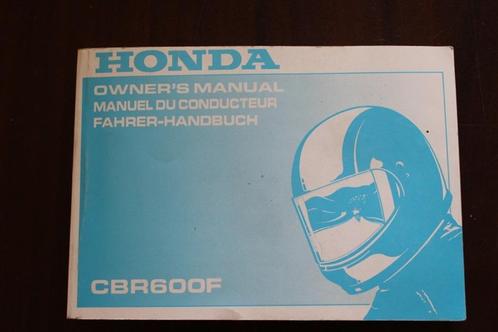 HONDA
OWNER'S MANUAL
MANUEL DU CONDUCTEUR
FAHRER-HANDBUCH
CBR600F